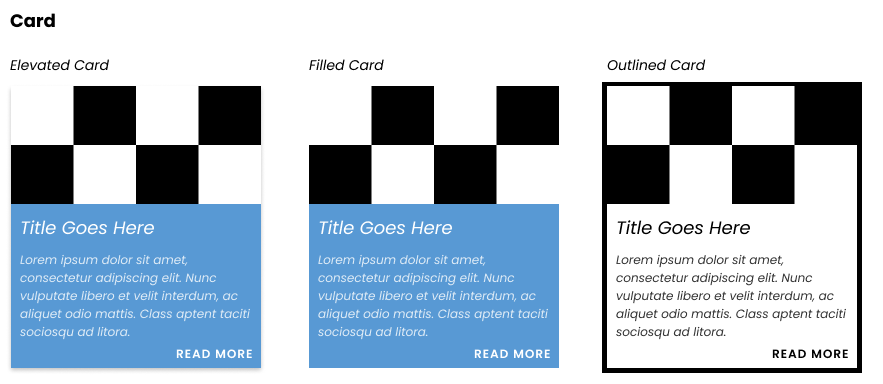 Card
Elevated Card
Filled Card
Outlined Card
Title Goes Here
Lorem ipsum dolor sit amet,
consectetur adipiscing elit. Nunc
vulputate libero et velit interdum, ac
aliquet odio mattis. Class aptent taciti
sociosqu ad litora.
READ MORE
Title Goes Here
Lorem ipsum dolor sit amet,
consectetur adipiscing elit. Nunc
vulputate libero et velit interdum, ac
aliquet odio mattis. Class aptent taciti
sociosqu ad litora.
READ MORE
Title Goes Here
Lorem ipsum dolor sit amet,
consectetur adipiscing elit. Nunc
vulputate libero et velit interdum, ac
aliquet odio mattis. Class aptent taciti
sociosqu ad litora.
READ MORE